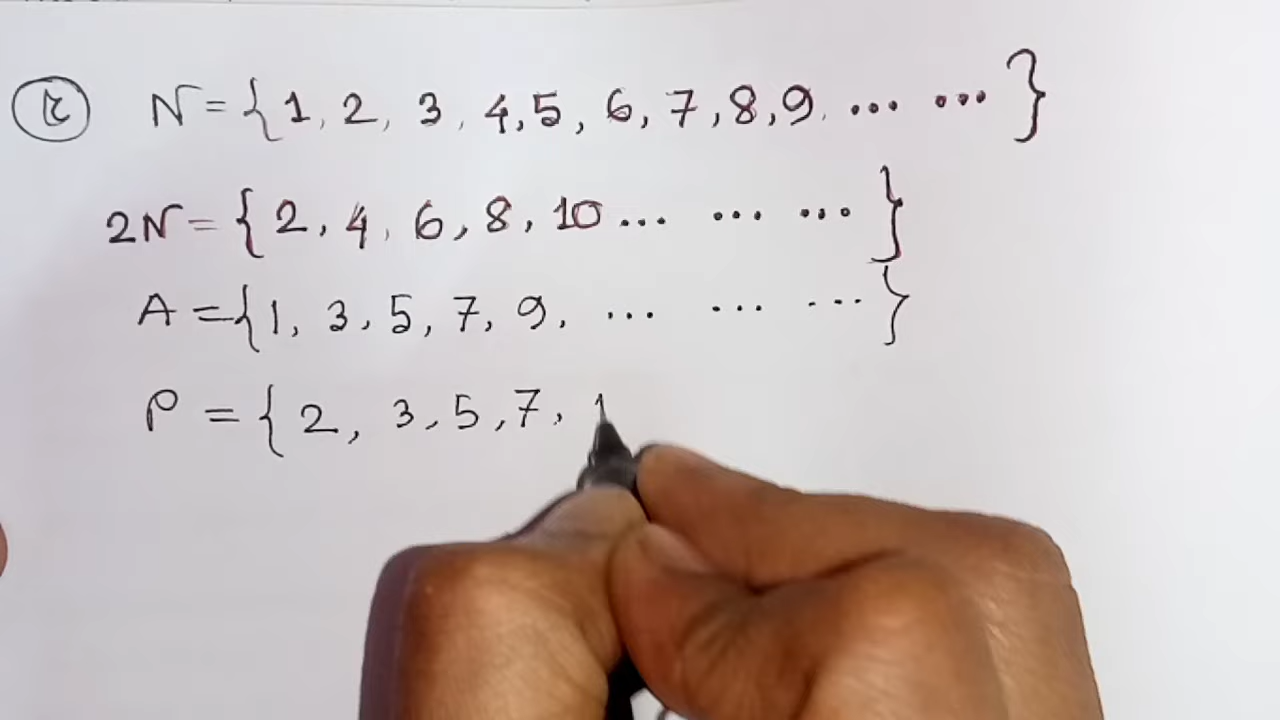 N = {1, 2, 3, 4, 5, 6, 7, 8, 9, ... ... }
2N = {2, 4, 6, 8, 10 ... ... ... }
A = {1, 3, 5, 7, 9, ... ... ... }
P = {2, 3, 5, 7, 1